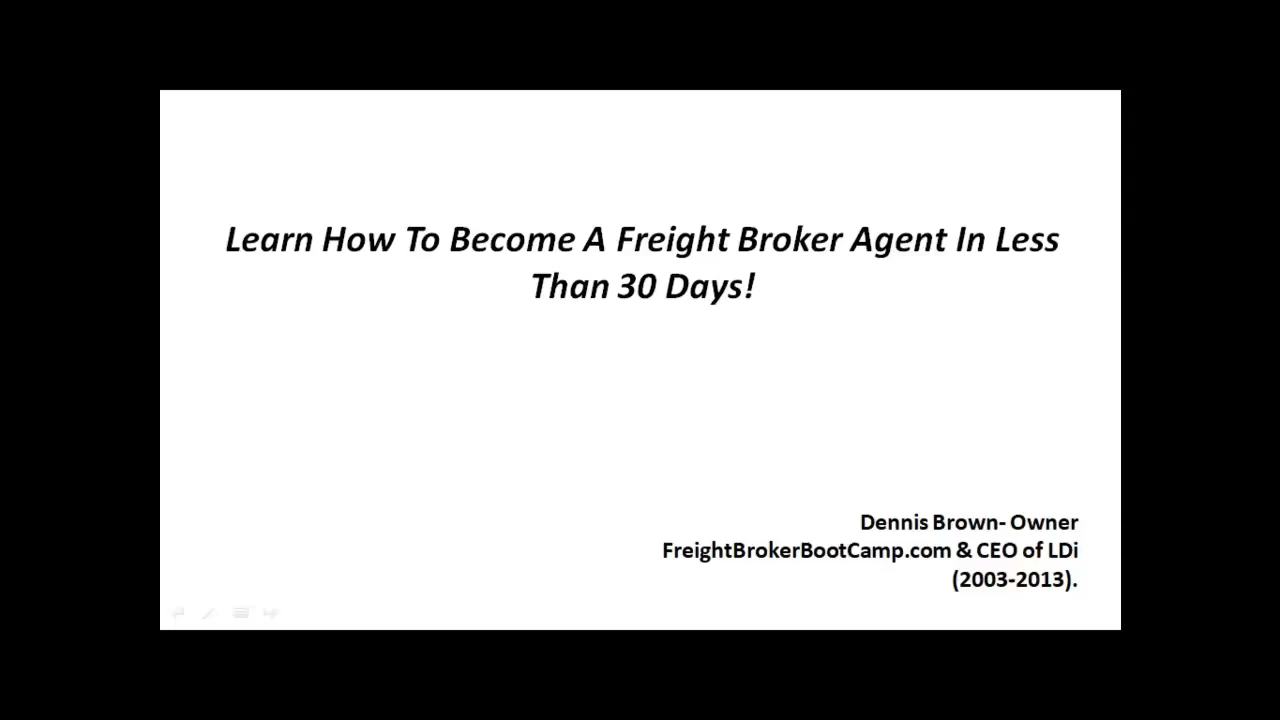 Learn How To Become A Freight Broker Agent In Less
Than 30 Days!
Dennis Brown- Owner
FreightBrokerBootCamp.com & CEO of LDi
(2003-2013).